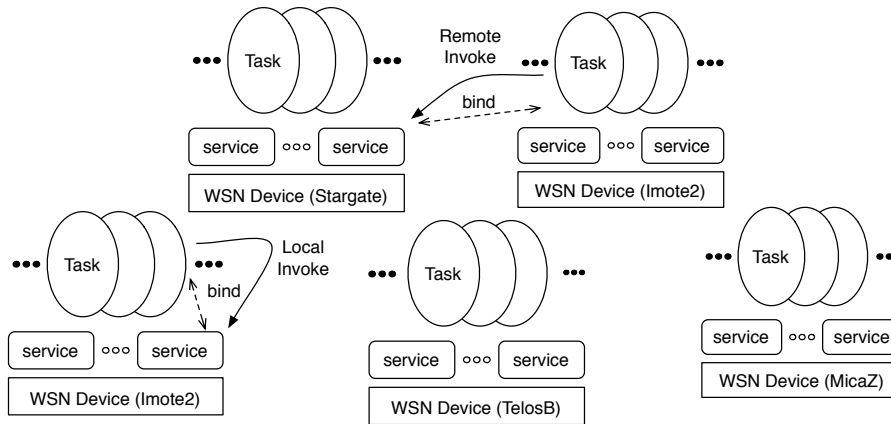 Remote
Invoke
Task
Task
bind
service
service
service
service
WSN Device (Stargate)
WSN Device (Imote2)
Local
Invoke
Task
Task
Task
bind
service
service
service
service
service
service
WSN Device (Imote2)
WSN Device (TelosB)
WSN Device (MicaZ)